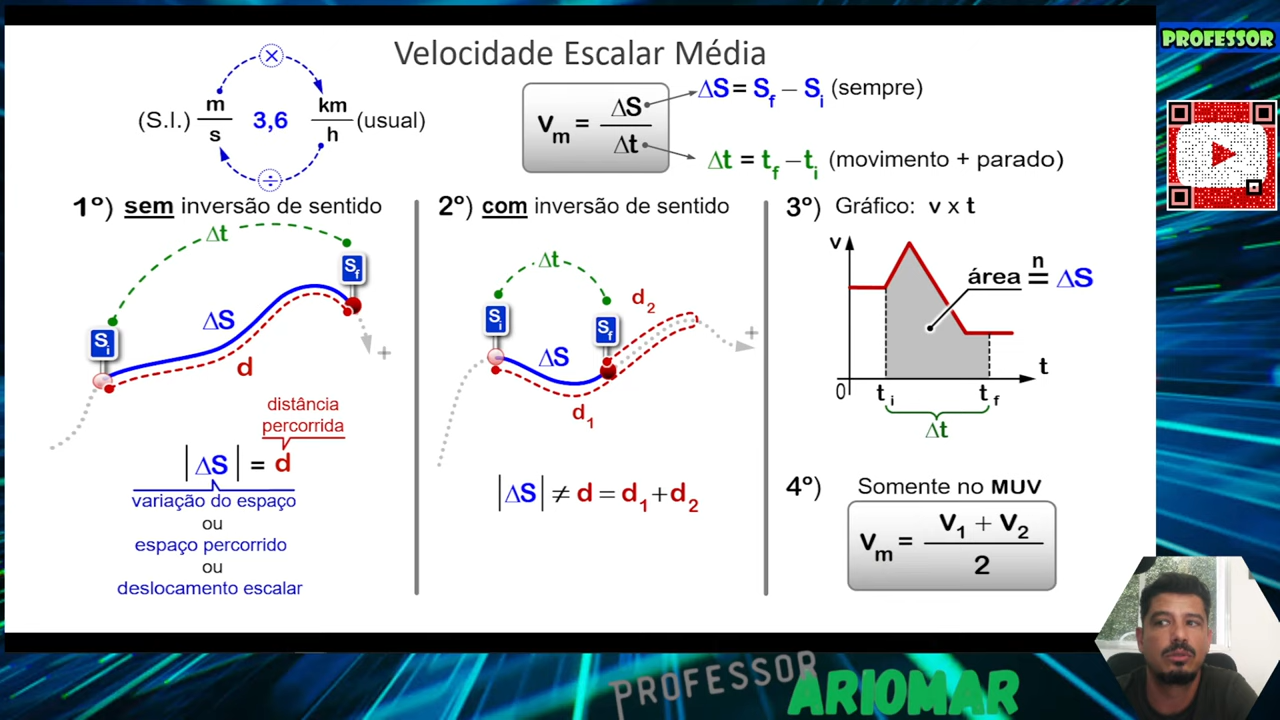 PROFESSOR
Velocidade Escalar Média
×
(S.I.) m/s 3,6 km/h (usual)
÷
Vm = ΔS/Δt
ΔS = Sf – Si (sempre)
Δt = tf – ti (movimento + parado)
1º) sem inversão de sentido
Δt
Sf
Si
ΔS
d
+
distância
percorrida
|ΔS| = d
variação do espaço
ou
espaço percorrido
ou
deslocamento escalar
2º) com inversão de sentido
Δt
d2
Si
Sf
ΔS
+
d1
|ΔS| ≠ d = d1+d2
3º) Gráfico: v x t
v
área n= ΔS
t
0 ti tf
Δt
4º) Somente no MUV
Vm = V1 + V2 / 2
PROFESSOR
ARIOMAR